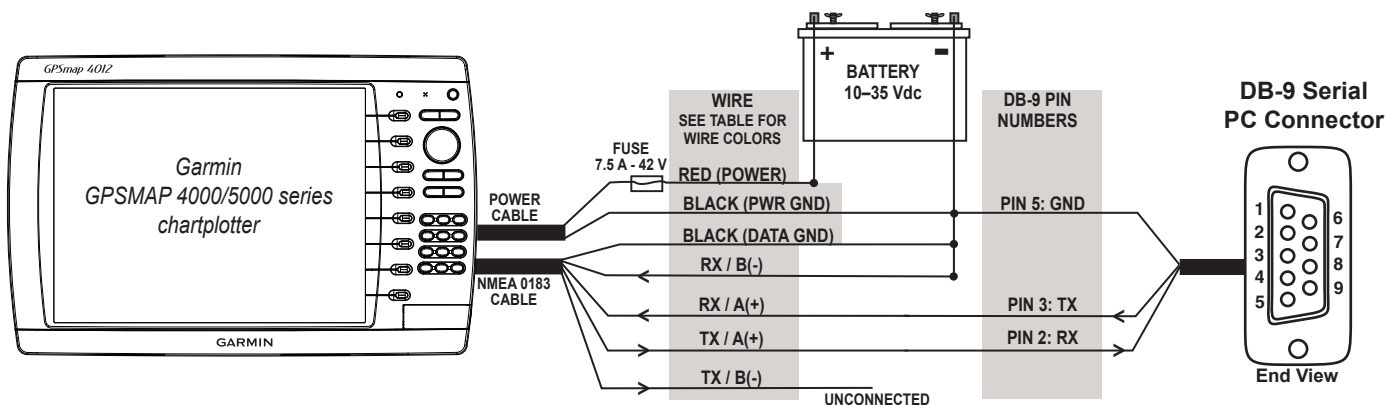 GPSmap 4012
Garmin
GPSMAP 4000/5000 series
chartplotter
GARMIN
POWER
CABLE
NMEA 0183
CABLE
FUSE
7.5 A - 42 V
WIRE
SEE TABLE FOR
WIRE COLORS
RED (POWER)
BLACK (PWR GND)
BLACK (DATA GND)
RX / B(-)
RX / A(+)
TX / A(+)
TX / B(-)
UNCONNECTED
+
-
BATTERY
10–35 Vdc
DB-9 PIN
NUMBERS
PIN 5: GND
PIN 3: TX
PIN 2: RX
DB-9 Serial
PC Connector
1
2
3
4
5
6
7
8
9
End View